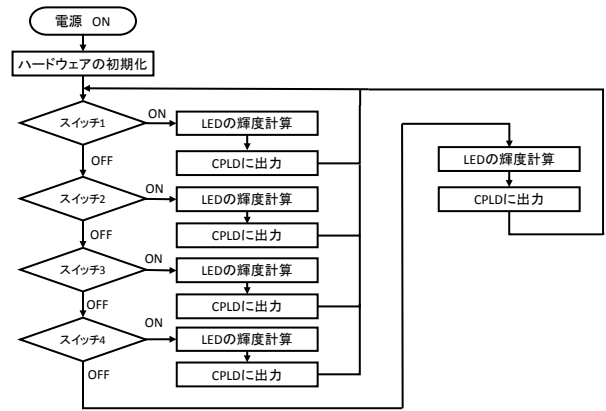 電源 ON
ハードウェアの初期化
スイッチ1
ON
LEDの輝度計算
CPLDに出力
OFF
スイッチ2
ON
LEDの輝度計算
CPLDに出力
OFF
スイッチ3
ON
LEDの輝度計算
CPLDに出力
OFF
スイッチ4
ON
LEDの輝度計算
CPLDに出力
OFF
LEDの輝度計算
CPLDに出力